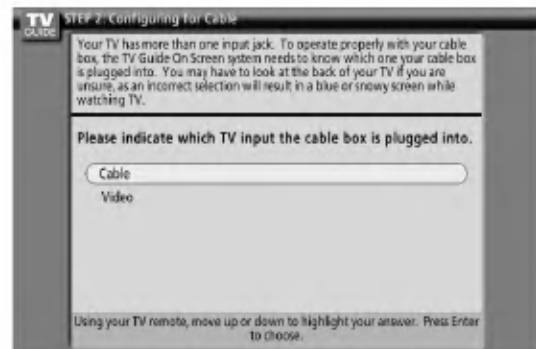 TV
GUIDE
STEP 2: Configuring for Cable
Your TV has more than one input jack. To operate properly with your cable
box, the TV Guide On Screen system needs to know which one your cable box
is plugged into. You may have to look at the back of your TV if you are
unsure, as an incorrect selection will result in a blue or snowy screen while
watching TV.
Please indicate which TV input the cable box is plugged into.
Cable
Video
Using your TV remote, move up or down to highlight your answer. Press Enter
to choose.